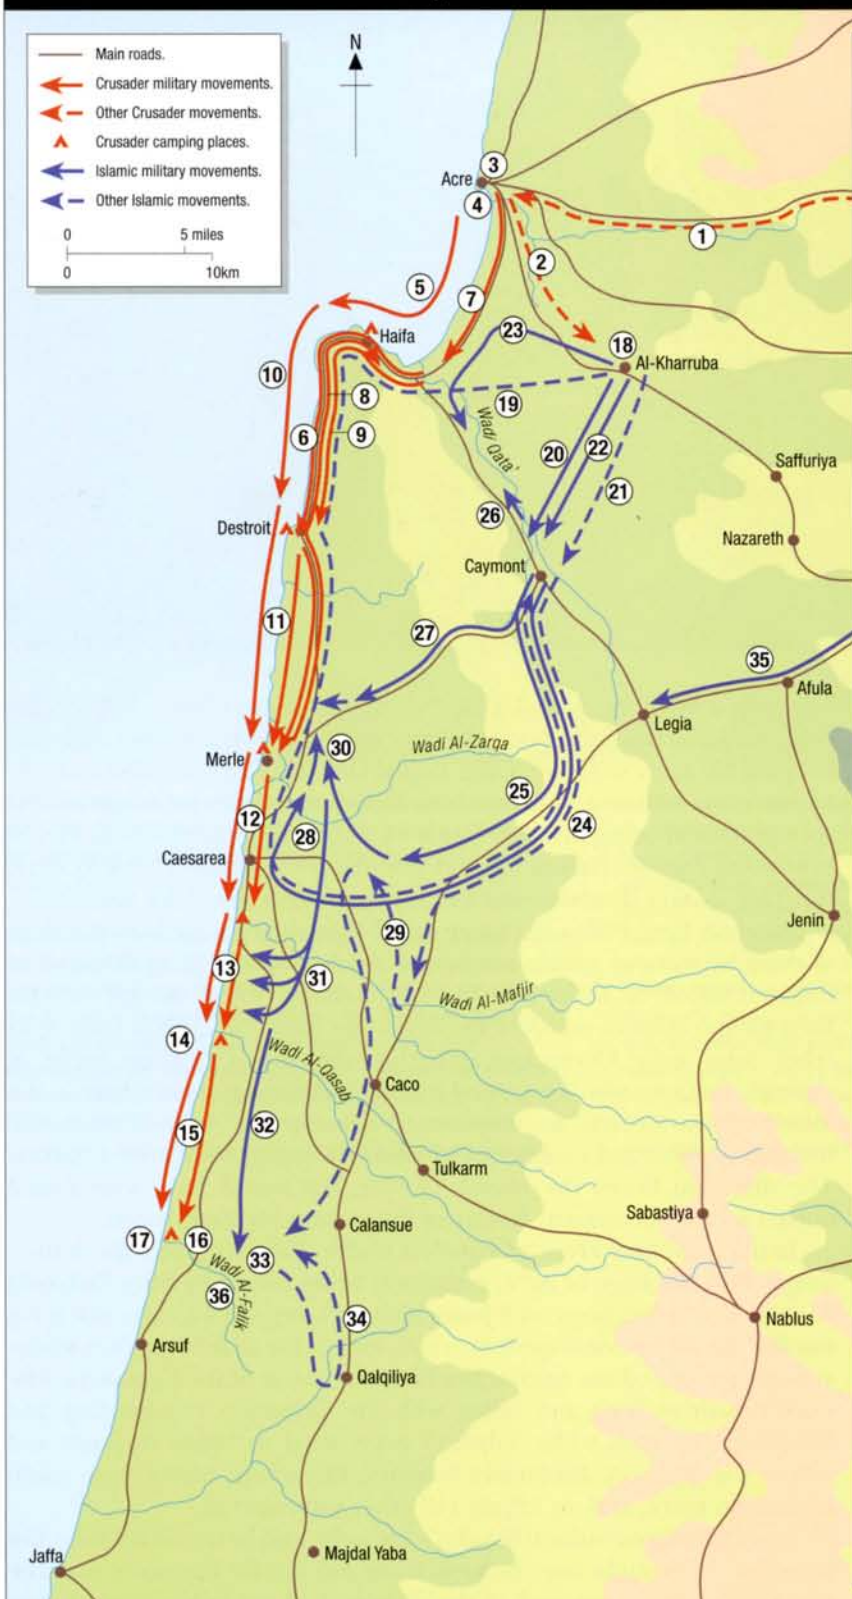 Main roads.
Crusader military movements.
Other Crusader movements.
Crusader camping places.
Islamic military movements.
Other Islamic movements.
0 5 miles
0 10km
N
3
Acre
4
1
2
5
7
23
18
Haifa
Al-Kharruba
10
8
19
Wadi Qata'
6
9
20
22
Saffuriya
21
26
Destroit
Nazareth
Caymont
11
27
35
Afula
Legia
30
Wadi Al-Zarqa
Merle
25
12
28
24
Caesarea
29
Jenin
13
31
Wadi Al-Mafjir
14
Wadi Al-Qasab
Caco
15
32
Tulkarm
Sabastiya
Calansue
17
16
33
Wadi Al-Falik
36
34
Nablus
Arsuf
Qalqiliya
Majdal Yaba
Jaffa